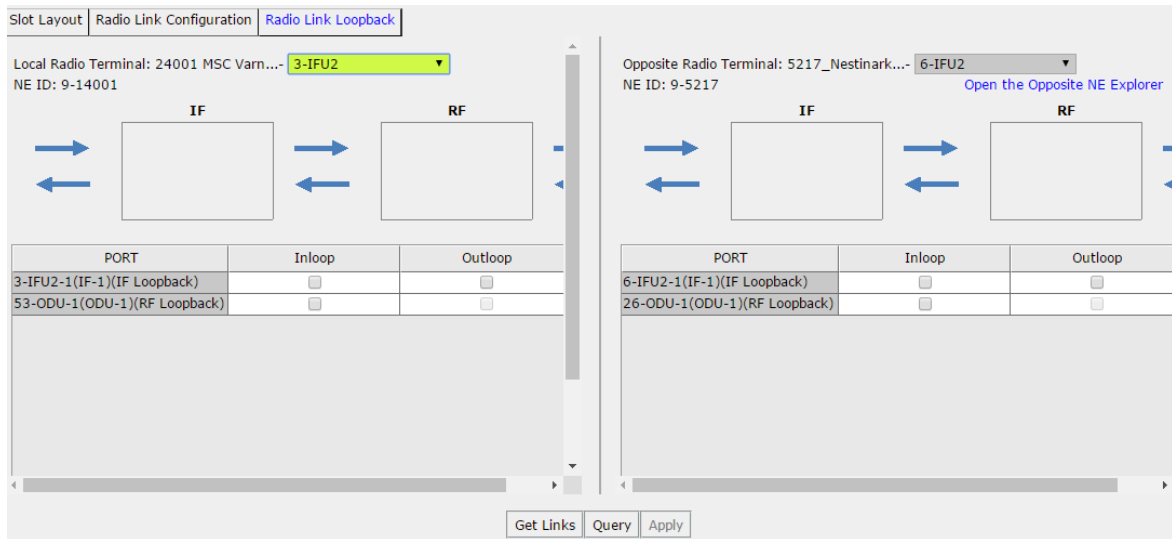 Slot Layout Radio Link Configuration Radio Link Loopback
Local Radio Terminal: 24001 MSC Varn...- 3-IFU2
NE ID: 9-14001
IF RF
PORT Inloop Outloop
3-IFU2-1(IF-1)(IF Loopback)
53-ODU-1(ODU-1)(RF Loopback)
Opposite Radio Terminal: 5217_Nestinark...- 6-IFU2
NE ID: 9-5217 Open the Opposite NE Explorer
IF RF
PORT Inloop Outloop
6-IFU2-1(IF-1)(IF Loopback)
26-ODU-1(ODU-1)(RF Loopback)
Get Links Query Apply